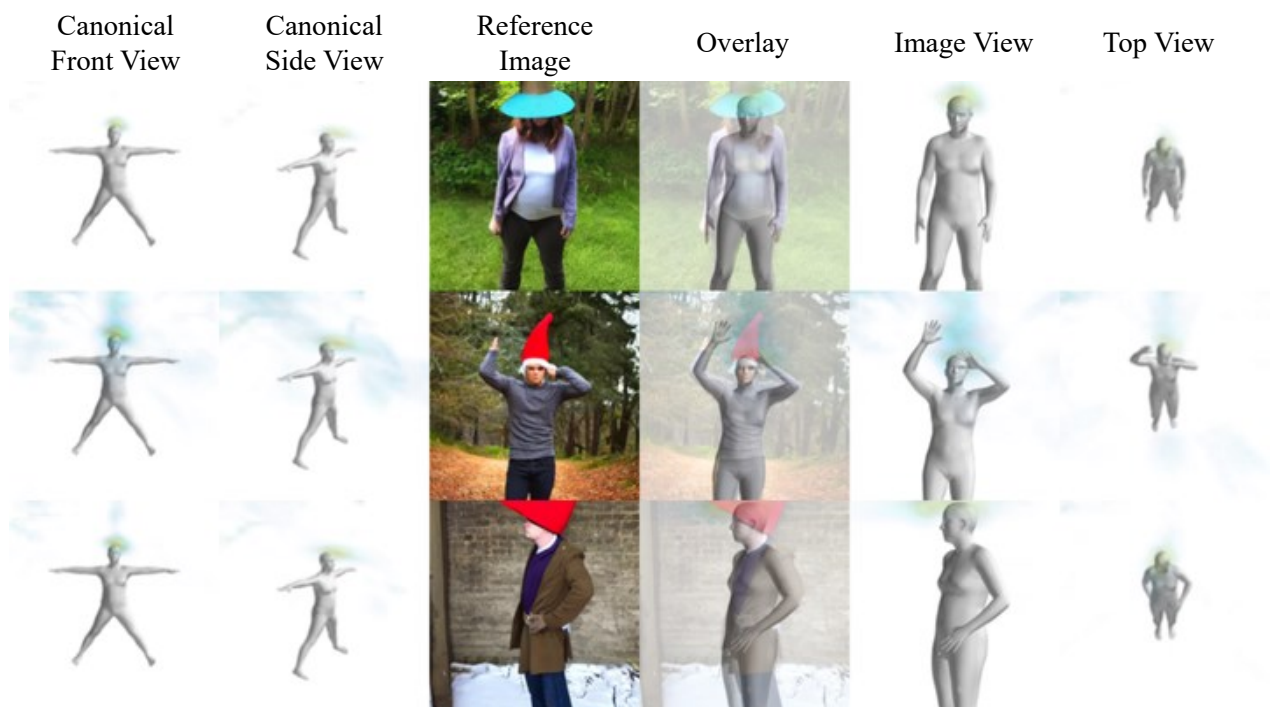 Canonical
Front View
Canonical
Side View
Reference
Image
Overlay
Image View
Top View